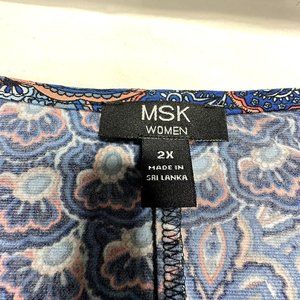 MSK
WOMEN
2X
MADE IN
SRI LANKA